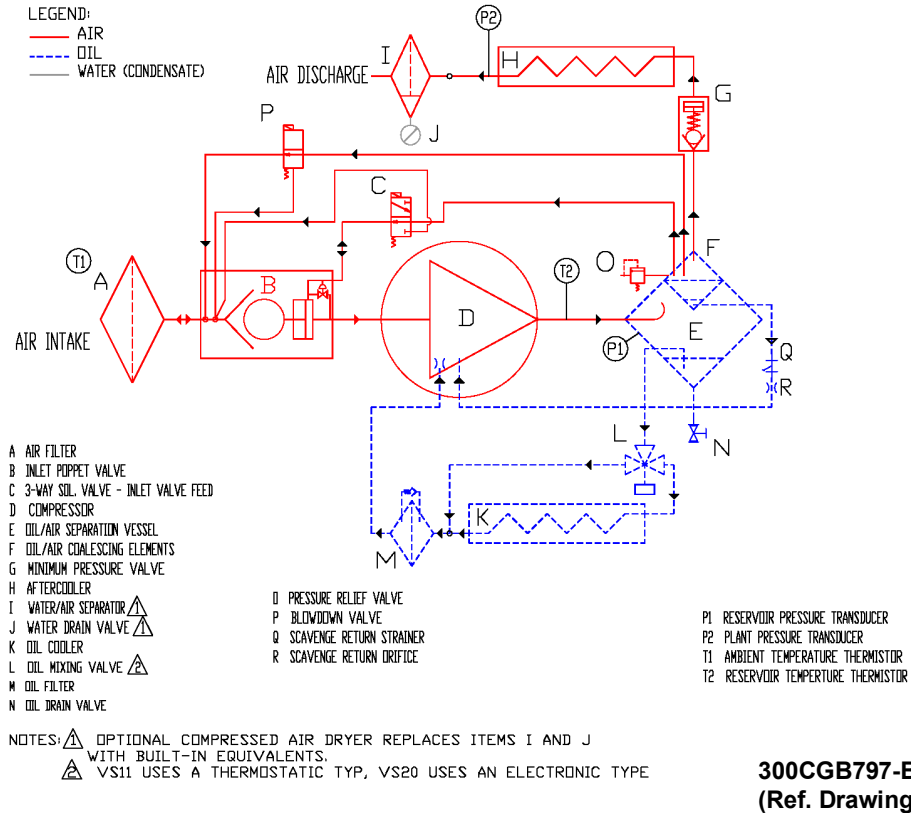 LEGEND:
AIR
OIL
WATER (CONDENSATE)
P2
I
H
AIR DISCHARGE
G
P
J
C
T1
A
B
D
T2
O
F
E
P1
AIR INTAKE
Q
R
L
N
K
M
A AIR FILTER
B INLET POPPET VALVE
C 3-WAY SOL. VALVE - INLET VALVE FEED
D COMPRESSOR
E OIL/AIR SEPARATION VESSEL
F OIL/AIR COALESCING ELEMENTS
G MINIMUM PRESSURE VALVE
H AFTERCOOLER
I WATER/AIR SEPARATOR 1
J WATER DRAIN VALVE 1
K OIL COOLER
L OIL MIXING VALVE 2
M OIL FILTER
N OIL DRAIN VALVE
O PRESSURE RELIEF VALVE
P BLOWDOWN VALVE
Q SCAVENGE RETURN STRAINER
R SCAVENGE RETURN ORIFICE
P1 RESERVOIR PRESSURE TRANSDUCER
P2 PLANT PRESSURE TRANSDUCER
T1 AMBIENT TEMPERATURE THERMISTOR
T2 RESERVOIR TEMPERTURE THERMISTOR
NOTES: 1 OPTIONAL COMPRESSED AIR DRYER REPLACES ITEMS I AND J
WITH BUILT-IN EQUIVALENTS.
2 VS11 USES A THERMOSTATIC TYP, VS20 USES AN ELECTRONIC TYPE
300CGB797-B
(Ref. Drawing